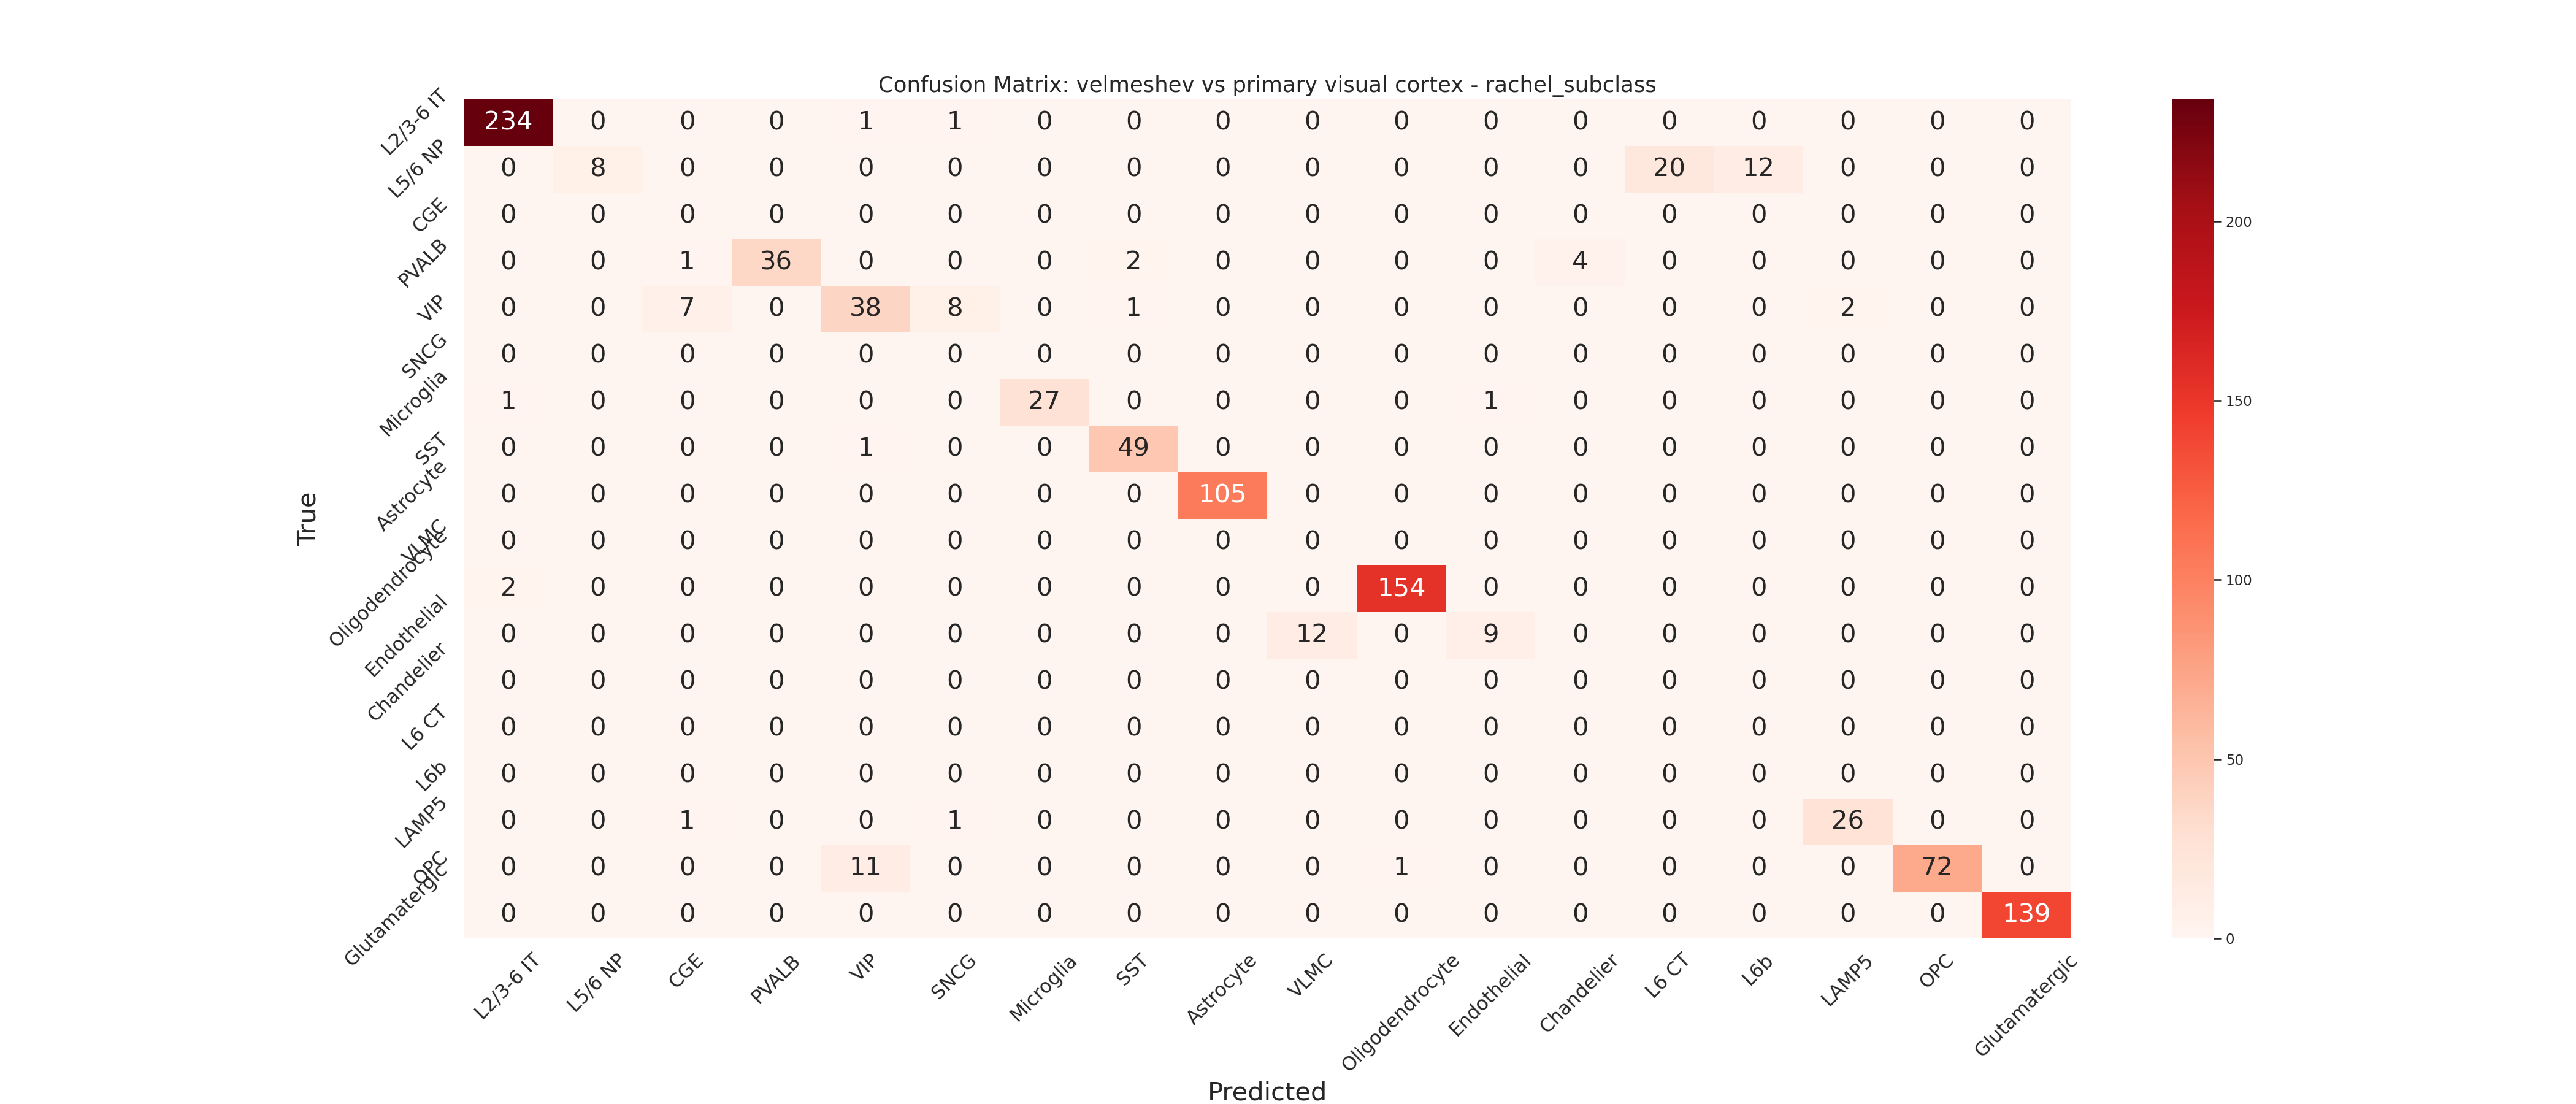 Confusion Matrix: velmeshev vs primary visual cortex - rachel_subclass
True
L2/3-6 IT 234 0 0 0 1 1 0 0 0 0 0 0 0 0 0 0 0 0
L5/6 NP 0 8 0 0 0 0 0 0 0 0 0 0 0 20 12 0 0 0
CGE 0 0 0 0 0 0 0 0 0 0 0 0 0 0 0 0 0 0
PVALB 0 0 1 36 0 0 0 2 0 0 0 0 4 0 0 0 0 0
VIP 0 0 7 0 38 8 0 1 0 0 0 0 0 0 0 2 0 0
SNCG 0 0 0 0 0 0 0 0 0 0 0 0 0 0 0 0 0 0
Microglia 1 0 0 0 0 0 27 0 0 0 0 1 0 0 0 0 0 0
SST 0 0 0 0 1 0 0 49 0 0 0 0 0 0 0 0 0 0
Astrocyte 0 0 0 0 0 0 0 0 105 0 0 0 0 0 0 0 0 0
VLMC 0 0 0 0 0 0 0 0 0 0 0 0 0 0 0 0 0 0
Oligodendrocyte 2 0 0 0 0 0 0 0 0 0 154 0 0 0 0 0 0 0
Endothelial 0 0 0 0 0 0 0 0 0 12 0 9 0 0 0 0 0 0
Chandelier 0 0 0 0 0 0 0 0 0 0 0 0 0 0 0 0 0 0
L6 CT 0 0 0 0 0 0 0 0 0 0 0 0 0 0 0 0 0 0
L6b 0 0 0 0 0 0 0 0 0 0 0 0 0 0 0 0 0 0
LAMP5 0 0 1 0 0 1 0 0 0 0 0 0 0 0 0 26 0 0
OPC 0 0 0 0 11 0 0 0 0 0 1 0 0 0 0 0 72 0
Glutamatergic 0 0 0 0 0 0 0 0 0 0 0 0 0 0 0 0 0 139
L2/3-6 IT L5/6 NP CGE PVALB VIP SNCG Microglia SST Astrocyte VLMC Oligodendrocyte Endothelial Chandelier L6 CT L6b LAMP5 OPC Glutamatergic
Predicted
200
150
100
50
0